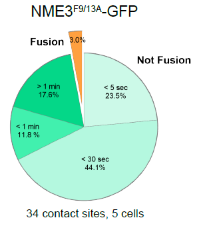 NME3F9/13A-GFP
Fusion
3.0%
Not Fusion
> 1 min
17.6%
< 5 sec
23.5%
< 1 min
11.8 %
< 30 sec
44.1%
34 contact sites, 5 cells